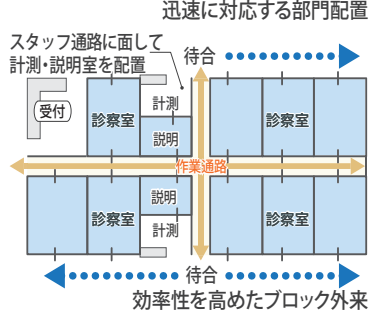 迅速に対応する部門配置
スタッフ通路に面して
計測・説明室を配置
待合
受付
診察室
計測
説明
診察室
作業通路
診察室
説明
計測
診察室
待合
効率性を高めたブロック外来